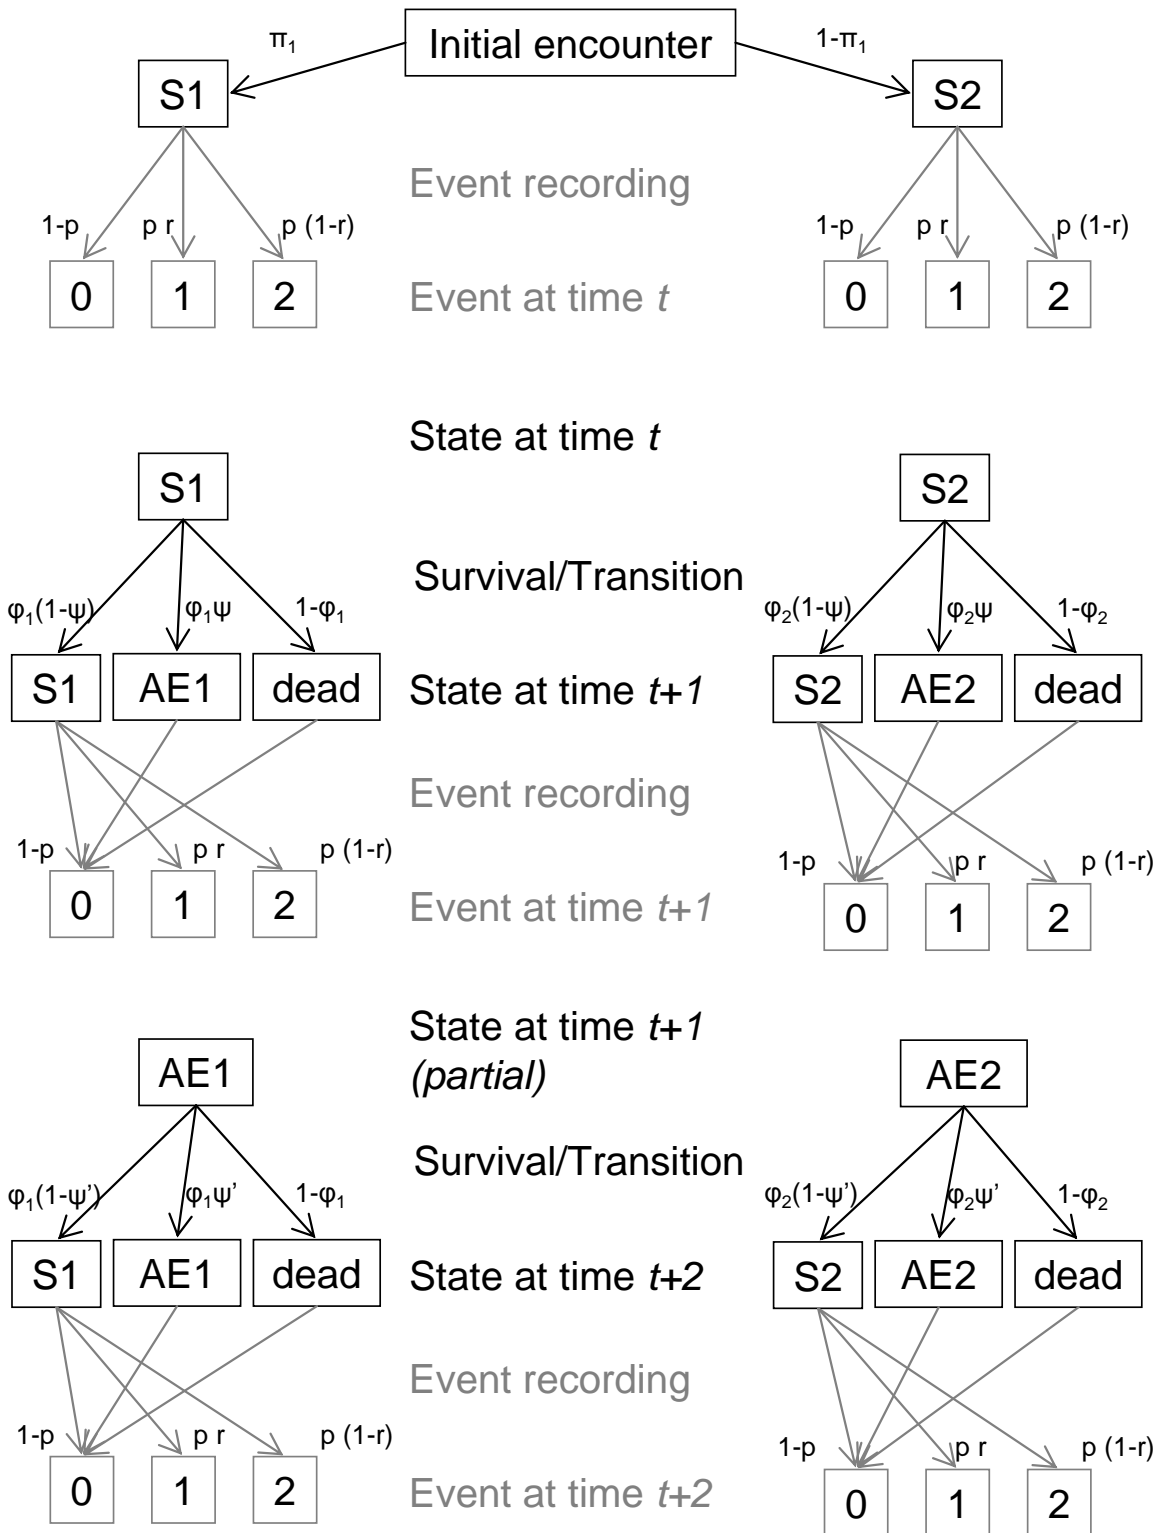 π1 Initial encounter 1-π1
S1 S2
Event recording
1-p p r p (1-r) 1-p p r p (1-r)
0 1 2 Event at time t 0 1 2
State at time t
S1 S2
Survival/Transition
φ1(1-ψ) φ1ψ 1-φ1 φ2(1-ψ) φ2ψ 1-φ2
S1 AE1 dead State at time t+1 S2 AE2 dead
Event recording
1-p p r p (1-r) 1-p p r p (1-r)
0 1 2 Event at time t+1 0 1 2
State at time t+1
AE1 (partial) AE2
Survival/Transition
φ1(1-ψ’) φ1ψ’ 1-φ1 φ2(1-ψ’) φ2ψ’ 1-φ2
S1 AE1 dead State at time t+2 S2 AE2 dead
Event recording
1-p p r p (1-r) 1-p p r p (1-r)
0 1 2 Event at time t+2 0 1 2